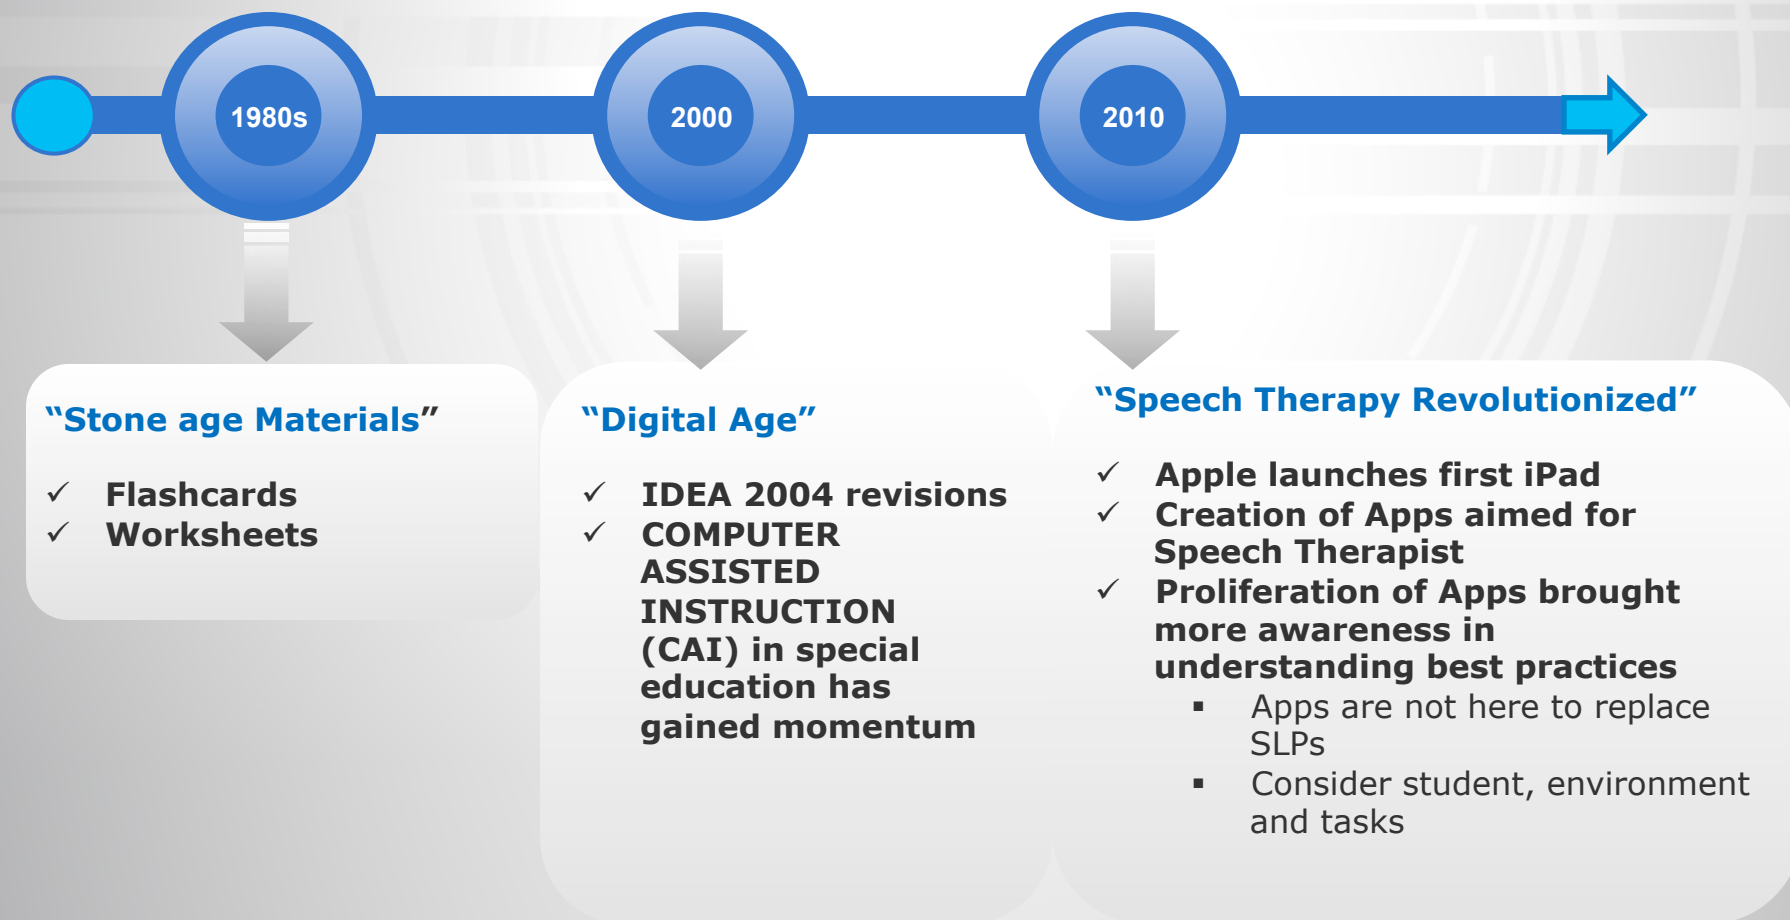 1980s
2000
2010
“Stone age Materials”
✓ Flashcards
✓ Worksheets
“Digital Age”
✓ IDEA 2004 revisions
✓ COMPUTER
ASSISTED
INSTRUCTION
(CAI) in special
education has
gained momentum
“Speech Therapy Revolutionized”
✓ Apple launches first iPad
✓ Creation of Apps aimed for
Speech Therapist
✓ Proliferation of Apps brought
more awareness in
understanding best practices
▪ Apps are not here to replace
SLPs
▪ Consider student, environment
and tasks